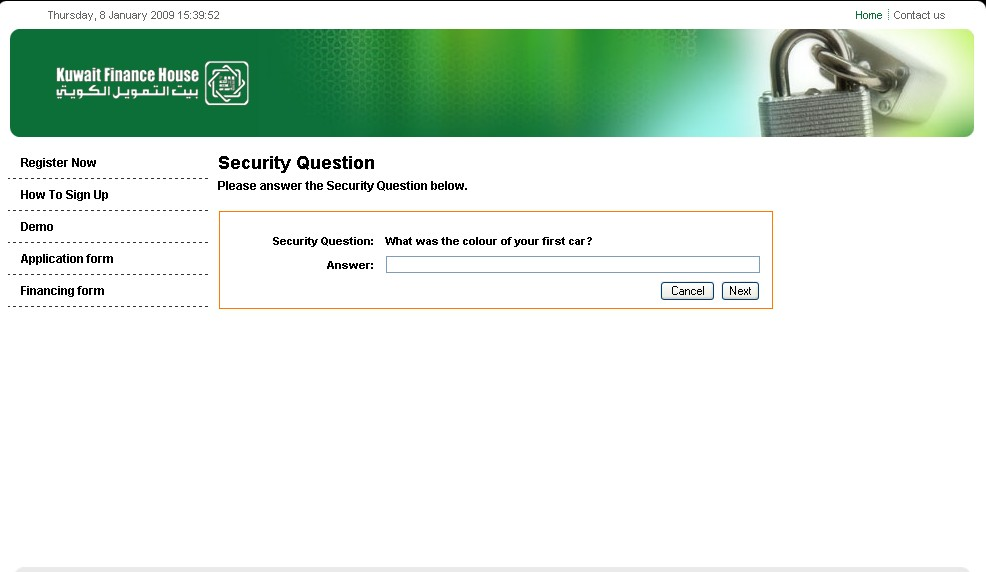 Thursday, 8 January 2009 15:39:52
Home Contact us
Kuwait Finance House
بيت التمويل الكويتي
Register Now
How To Sign Up
Demo
Application form
Financing form
Security Question
Please answer the Security Question below.
Security Question: What was the colour of your first car?
Answer:
Cancel Next